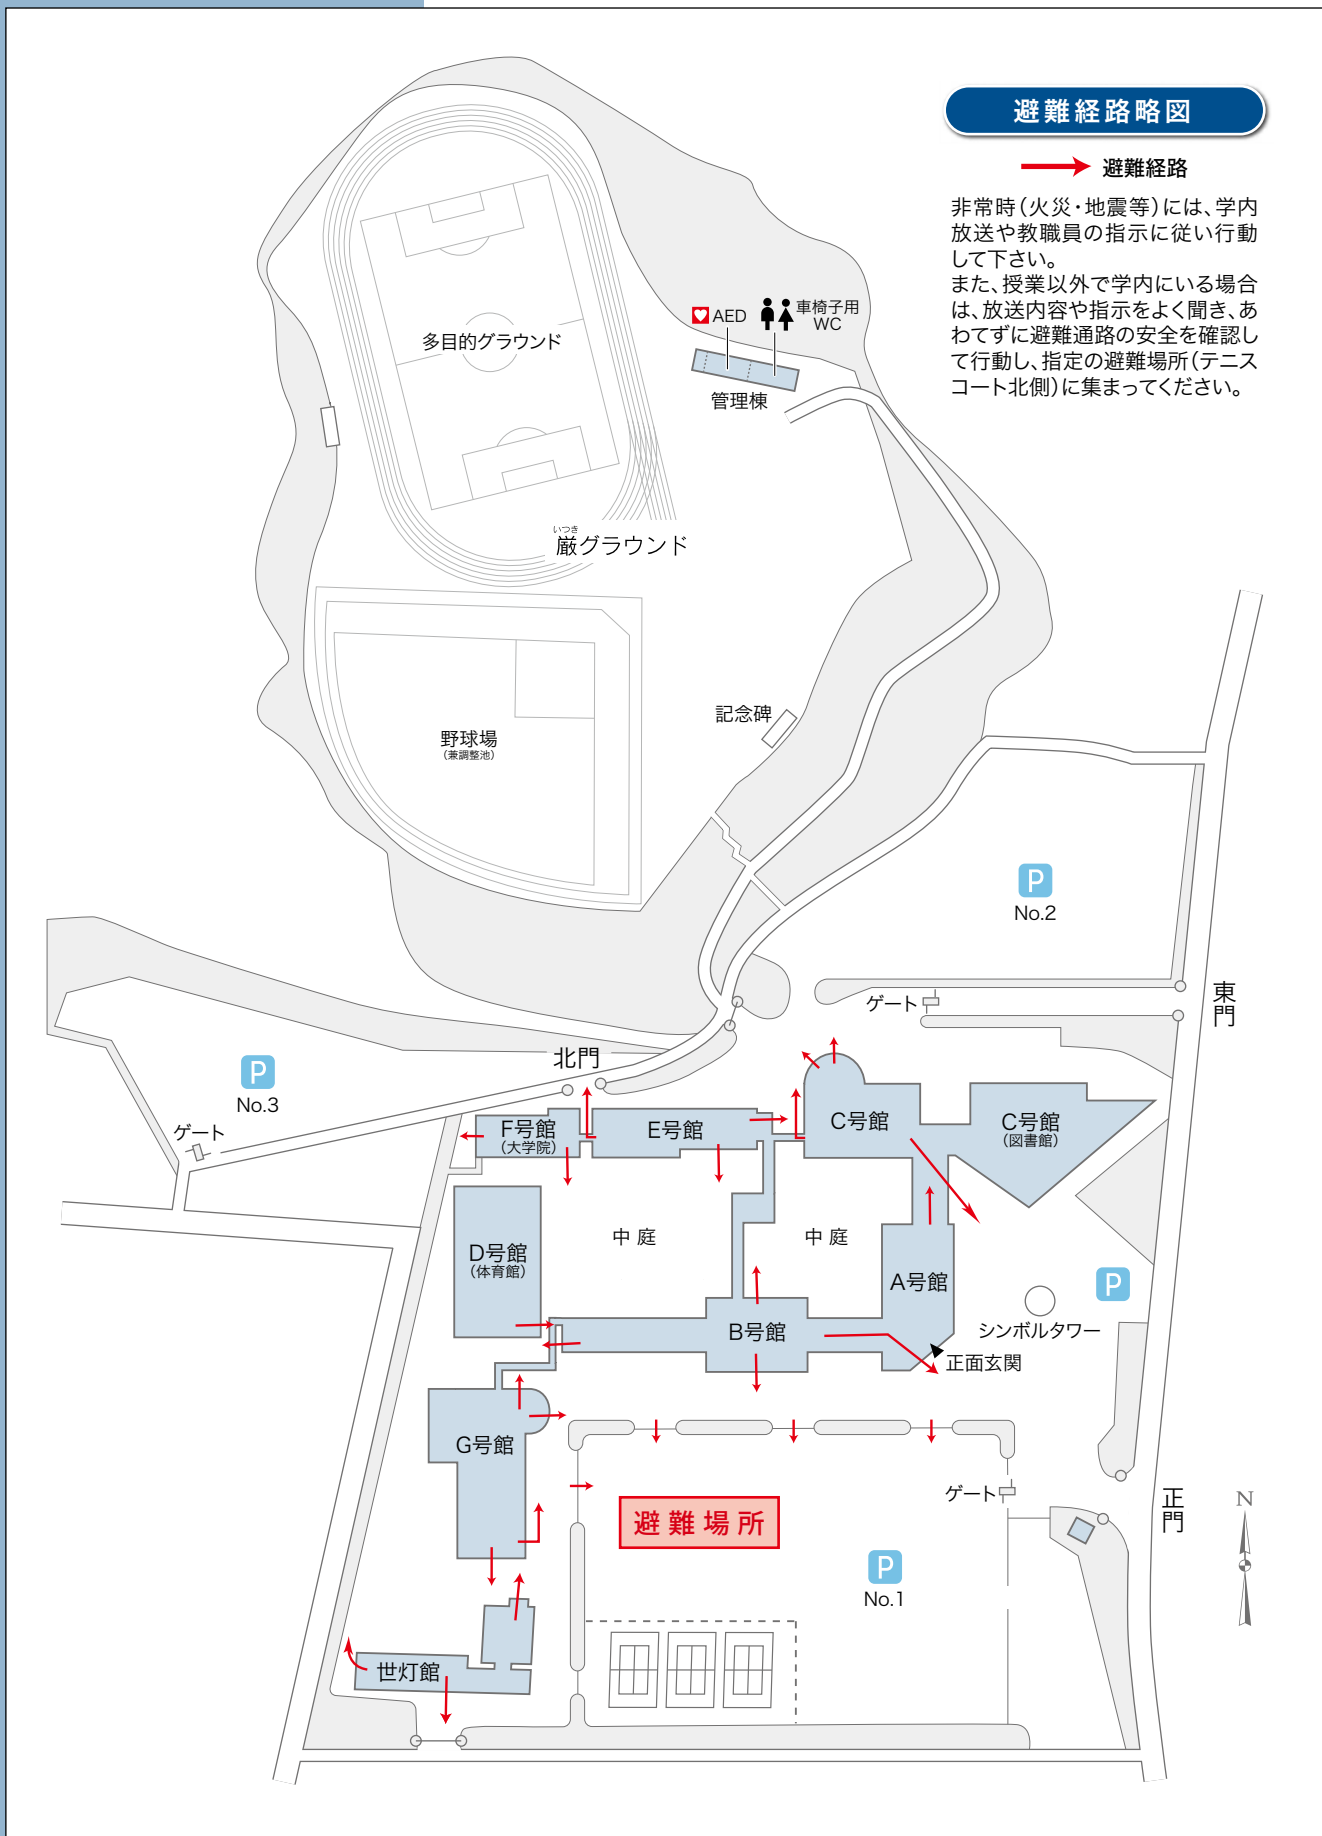 避難経路略図
避難経路
非常時(火災・地震等)には、学内
放送や教職員の指示に従い行動
して下さい。
また、授業以外で学内にいる場合
は、放送内容や指示をよく聞き、あ
わてずに避難通路の安全を確認し
て行動し、指定の避難場所(テニス
コート北側)に集まってください。
AED
車椅子用
WC
管理棟
多目的グラウンド
いつき
厳グラウンド
記念碑
野球場
(兼調整池)
P
No.2
東門
ゲート
北門
P
No.3
ゲート
F号館
(大学院)
E号館
C号館
C号館
(図書館)
D号館
(体育館)
中庭
中庭
A号館
P
シンボルタワー
B号館
正面玄関
G号館
ゲート
正門
N
避難場所
P
No.1
世灯館